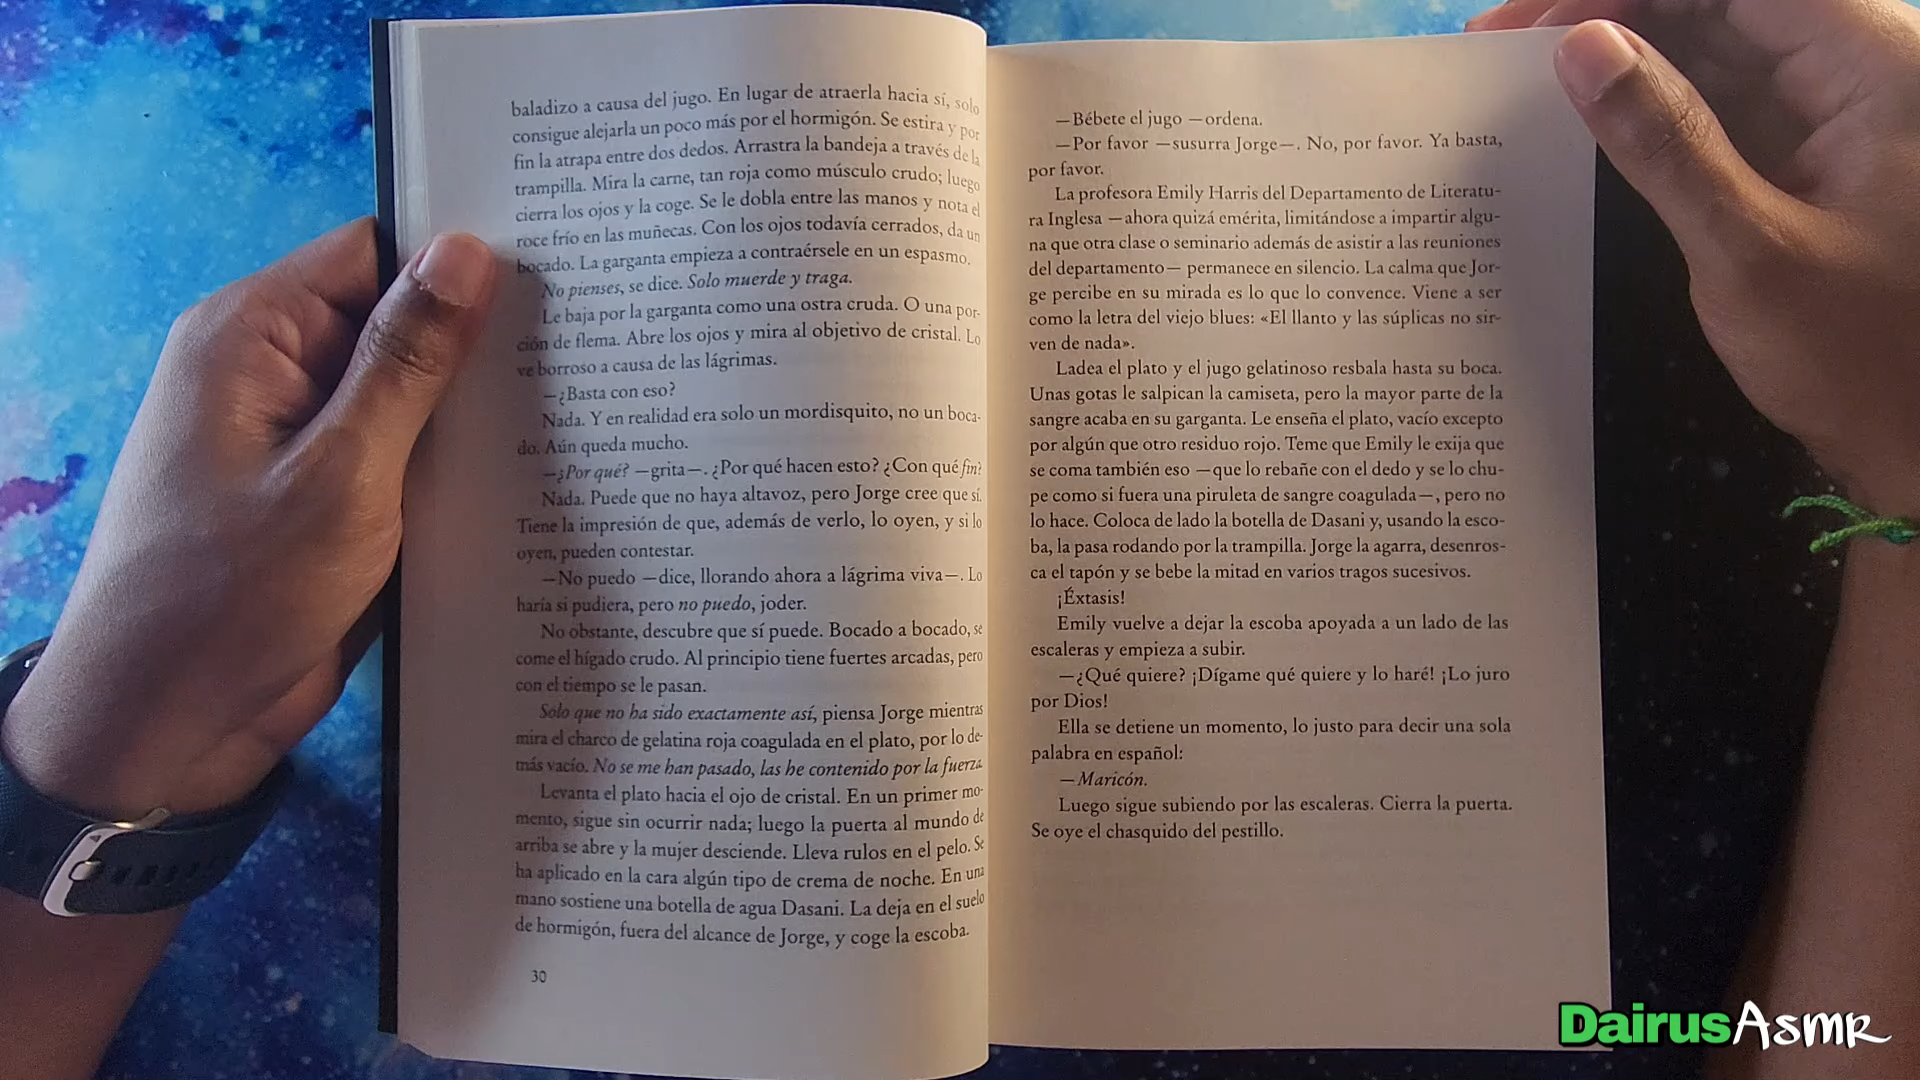 baladizo a causa del jugo. En lugar de atraerla hacia sí, solo
consigue alejarla un poco más por el hormigón. Se estira y por
fin la atrapa entre dos dedos. Arrastra la bandeja a través de la
trampilla. Mira la carne, tan roja como músculo crudo; luego
cierra los ojos y la coge. Se le dobla entre las manos y nota el
roce frío en las muñecas. Con los ojos todavía cerrados, da un
bocado. La garganta empieza a contraérsele en un espasmo.
No pienses, se dice. Solo muerde y traga.
Le baja por la garganta como una ostra cruda. O una por-
ción de flema. Abre los ojos y mira al objetivo de cristal. Lo
ve borroso a causa de las lágrimas.
—¿Basta con eso?
Nada. Y en realidad era solo un mordisquito, no un boca-
do. Aún queda mucho.
—¿Por qué? —grita—. ¿Por qué hacen esto? ¿Con qué fin?
Nada. Puede que no haya altavoz, pero Jorge cree que sí.
Tiene la impresión de que, además de verlo, lo oyen, y si lo
oyen, pueden contestar.
—No puedo —dice, llorando ahora a lágrima viva—. Lo
haría si pudiera, pero no puedo, joder.
No obstante, descubre que sí puede. Bocado a bocado, se
come el hígado crudo. Al principio tiene fuertes arcadas, pero
con el tiempo se le pasan.
Solo que no ha sido exactamente así, piensa Jorge mientras
mira el charco de gelatina roja coagulada en el plato, por lo de-
más vacío. No se me han pasado, las he contenido por la fuerza.
Levanta el plato hacia el ojo de cristal. En un primer mo-
mento, sigue sin ocurrir nada; luego la puerta al mundo de
arriba se abre y la mujer desciende. Lleva rulos en el pelo. Se
ha aplicado en la cara algún tipo de crema de noche. En una
mano sostiene una botella de agua Dasani. La deja en el suelo
de hormigón, fuera del alcance de Jorge, y coge la escoba.
30
—Bébete el jugo —ordena.
—Por favor —susurra Jorge—. No, por favor. Ya basta,
por favor.
La profesora Emily Harris del Departamento de Literatu-
ra Inglesa —ahora quizá emérita, limitándose a impartir algu-
na que otra clase o seminario además de asistir a las reuniones
del departamento— permanece en silencio. La calma que Jor-
ge percibe en su mirada es lo que lo convence. Viene a ser
como la letra del viejo blues: «El llanto y las súplicas no sir-
ven de nada».
Ladea el plato y el jugo gelatinoso resbala hasta su boca.
Unas gotas le salpican la camiseta, pero la mayor parte de la
sangre acaba en su garganta. Le enseña el plato, vacío excepto
por algún que otro residuo rojo. Teme que Emily le exija que
se coma también eso —que lo rebañe con el dedo y se lo chu-
pe como si fuera una piruleta de sangre coagulada—, pero no
lo hace. Coloca de lado la botella de Dasani y, usando la esco-
ba, la pasa rodando por la trampilla. Jorge la agarra, desenros-
ca el tapón y se bebe la mitad en varios tragos sucesivos.
¡Éxtasis!
Emily vuelve a dejar la escoba apoyada a un lado de las
escaleras y empieza a subir.
—¿Qué quiere? ¡Dígame qué quiere y lo haré! ¡Lo juro
por Dios!
Ella se detiene un momento, lo justo para decir una sola
palabra en español:
—Maricón.
Luego sigue subiendo por las escaleras. Cierra la puerta.
Se oye el chasquido del pestillo.
DairusAsmr